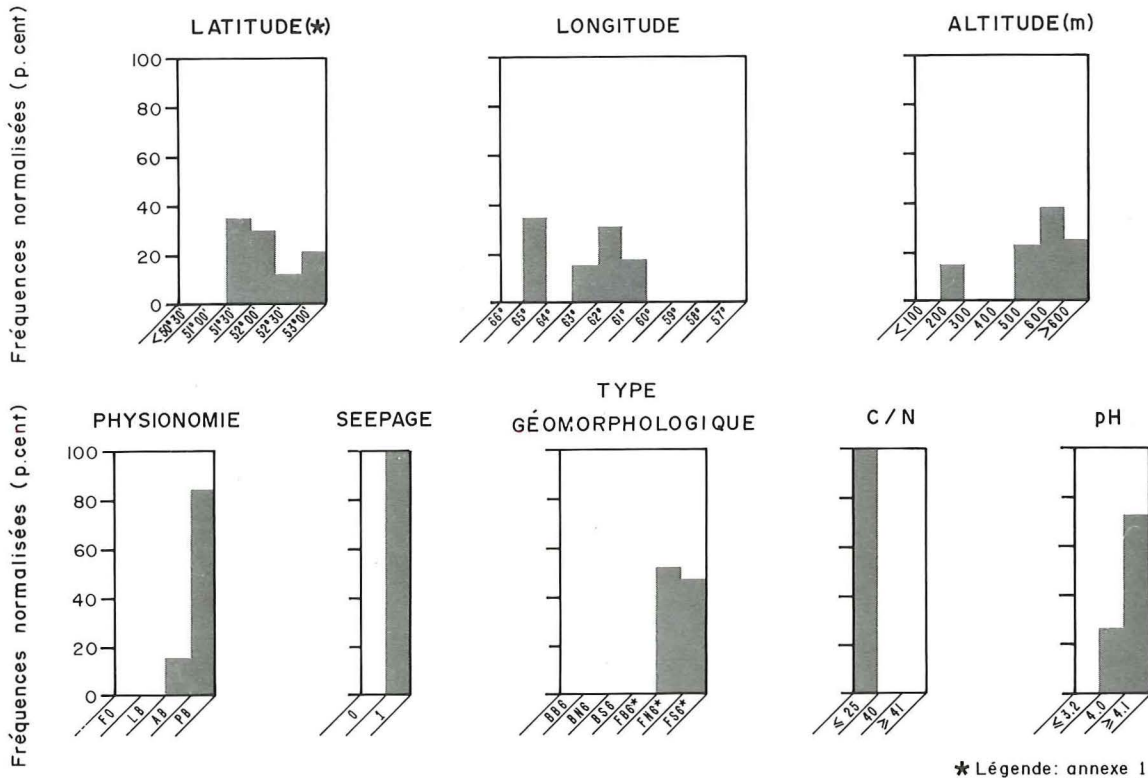 LATITUDE(*)
LONGITUDE
ALTITUDE(m)
Fréquences normalisées (p. cent)
100
80
60
40
20
0
<50°30'
51°00'
51°30'
52°00'
52°30'
53°00'
66°
65°
64°
63°
62°
61°
60°
59°
58°
57°
<100
200
300
400
500
600
>600
PHYSIONOMIE
SEEPAGE
TYPE
GÉOMORPHOLOGIQUE
C/N
pH
Fréquences normalisées (p.cent)
100
80
60
40
20
0
FO
LB
AB
PB
0
1
BB6
BN6
BS6
FB6*
FN6*
FS6*
≤25
40
≥41
≤3.2
4.0
≥4.1
* Légende: annexe 1